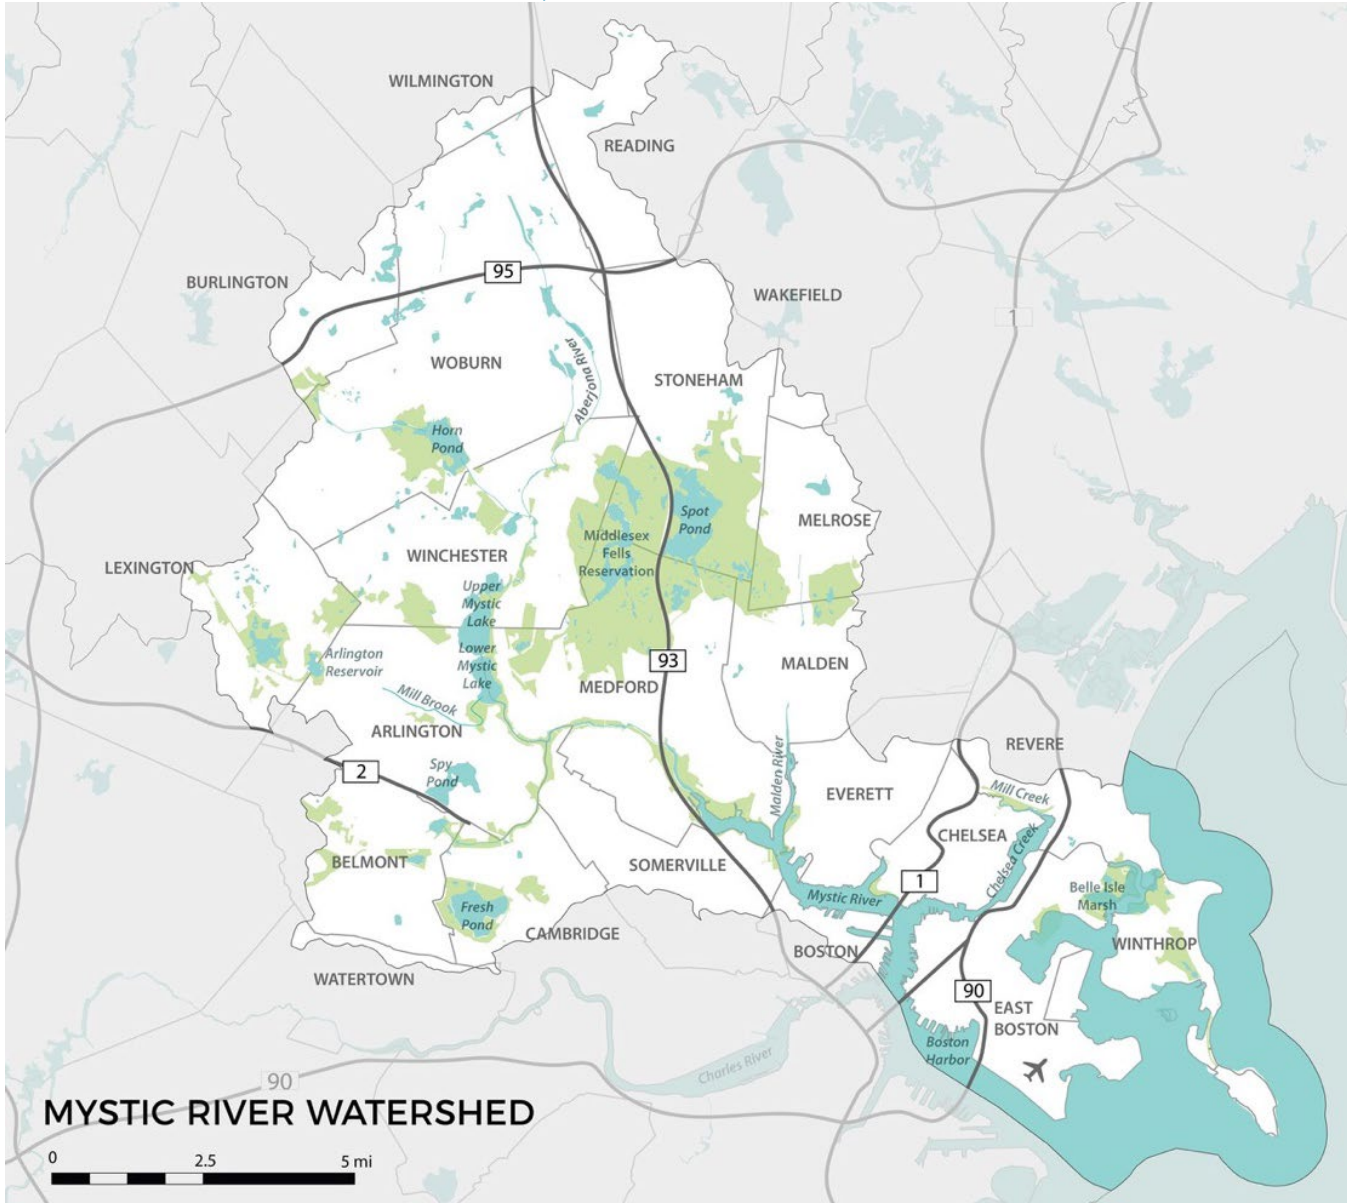 WILMINGTON
READING
BURLINGTON
95
WAKEFIELD
1
WOBURN
Aberjona River
STONEHAM
Horn
Pond
Spot
Pond
MELROSE
Middlesex
Fells
Reservation
WINCHESTER
LEXINGTON
Upper
Mystic
Lake
Lower
Mystic
Lake
Arlington
Reservoir
93
MALDEN
MEDFORD
Mill Brook
ARLINGTON
REVERE
2
Spy
Pond
Malden River
EVERETT
Mill Creek
CHELSEA
Chelsea Creek
BELMONT
SOMERVILLE
1
Mystic River
Belle Isle
Marsh
Fresh
Pond
CAMBRIDGE
BOSTON
WINTHROP
WATERTOWN
90
EAST
BOSTON
Boston
Harbor
Charles River
90
MYSTIC RIVER WATERSHED
0 2.5 5 mi